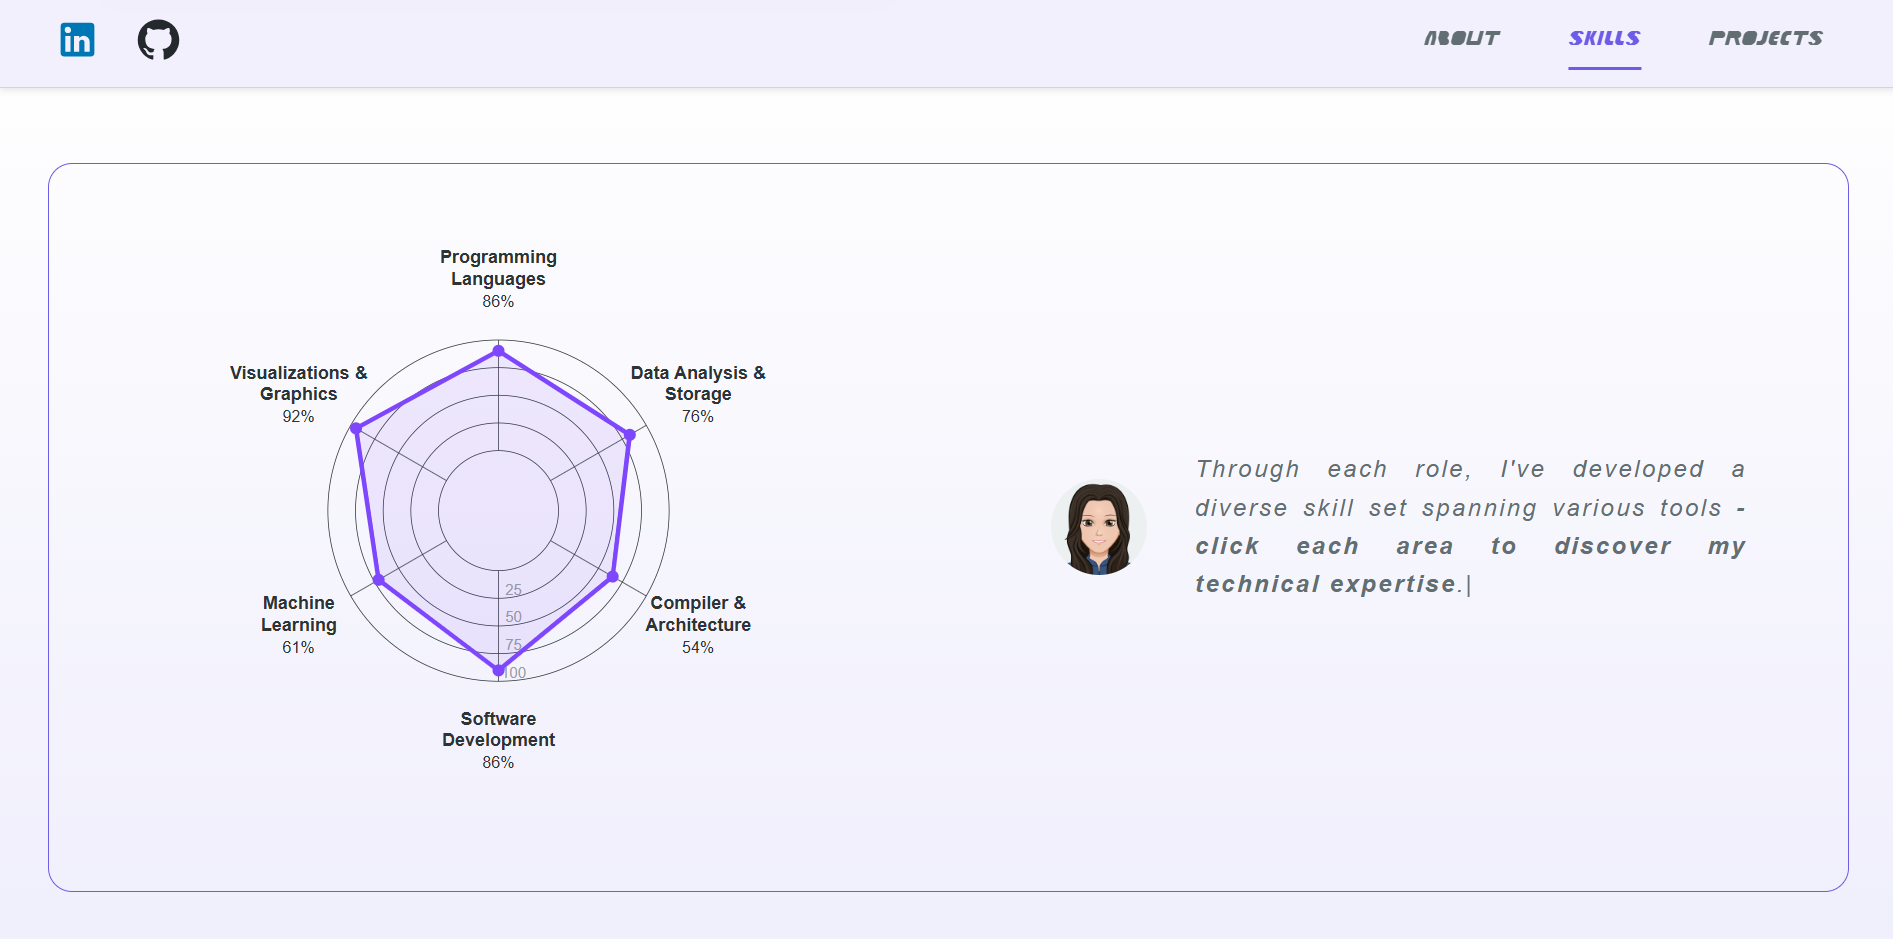 in
ABOUT
SKILLS
PROJECTS
Programming
Languages
86%
Visualizations &
Graphics
92%
Data Analysis &
Storage
76%
25
50
75
100
Machine
Learning
61%
Compiler &
Architecture
54%
Software
Development
86%
Through each role, I've developed a
diverse skill set spanning various tools -
click each area to discover my
technical expertise.|